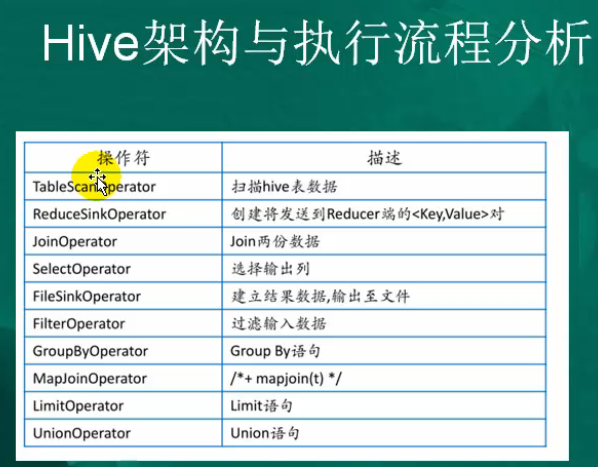 Hive架构与执行流程分析
操作符 描述
TableScanOperator 扫描hive表数据
ReduceSinkOperator 创建将发送到Reducer端的<Key,Value>对
JoinOperator Join两份数据
SelectOperator 选择输出列
FileSinkOperator 建立结果数据,输出至文件
FilterOperator 过滤输入数据
GroupByOperator Group By语句
MapJoinOperator /*+ mapjoin(t) */
LimitOperator Limit语句
UnionOperator Union语句